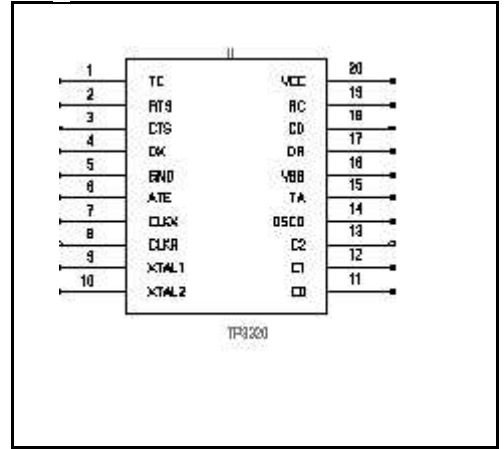 U
1 TC VCC 20
2 RTS RC 19
3 CTS CD 18
4 DX DR 17
5 GND VBB 16
6 ATE TA 15
7 CLKX OSCO 14
8 CLKR C2 13
9 XTAL1 C1 12
10 XTAL2 C0 11
TP3320